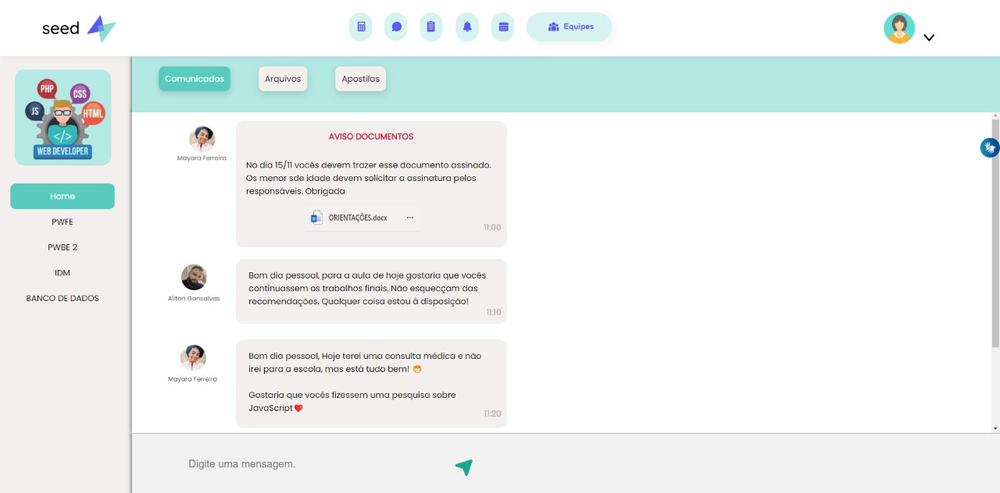 seed
Equipes
PHP
CSS
JS
HTML
</>
WEB DEVELOPER
Home
PWFE
PWBE 2
IDM
BANCO DE DADOS
Comunicados
Arquivos
Apostilas
Mayara Ferreira
AVISO DOCUMENTOS
No dia 15/11 vocês devem trazer esse documento assinado.
Os menor sde idade devem solicitar a assinatura pelos
responsáveis. Obrigada
ORIENTAÇÕES.docx ...
11:00
Ailton Gonsalves
Bom dia pessoal, para a aula de hoje gostaria que vocês
continuassem os trabalhos finais. Não esquecçam das
recomendações. Qualquer coisa estou à disposição!
11:10
Mayara Ferreira
Bom dia pessoal, Hoje terei uma consulta médica e não
irei para a escola, mas está tudo bem! 😁
Gostaria que vocês fizessem uma pesquisa sobre
JavaScript❤️
11:20
Digite uma mensagem.